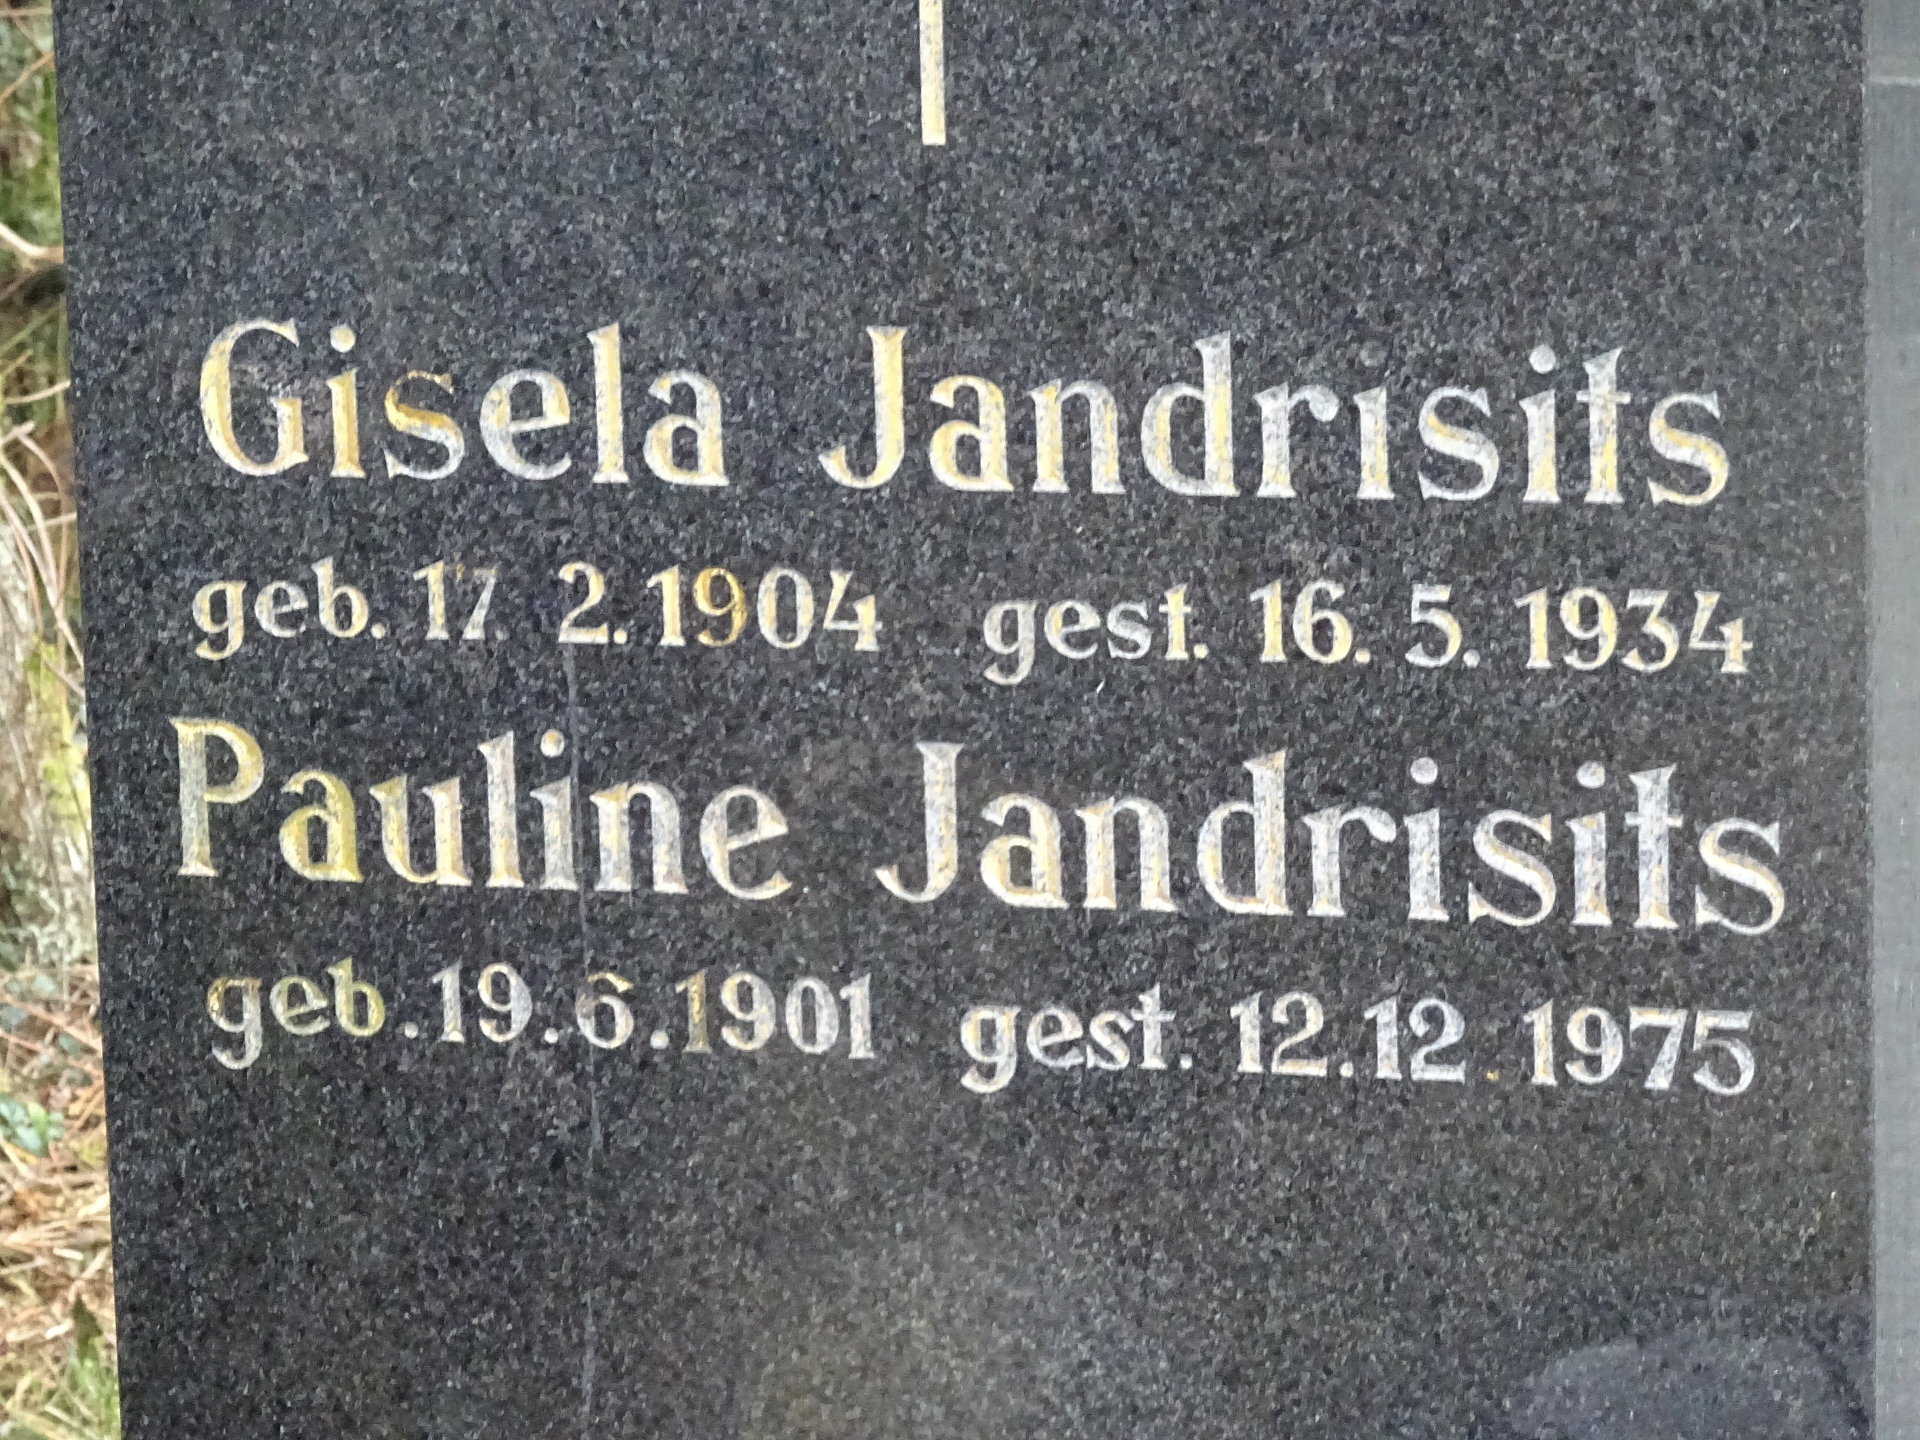 Gisela Jandrisits
geb. 17. 2. 1904 gest. 16. 5. 1934
Pauline Jandrisits
geb. 19. 6. 1901 gest. 12. 12. 1975